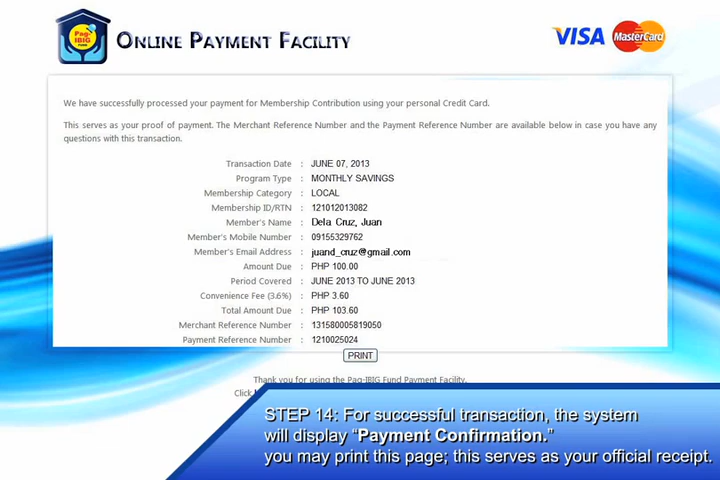 Pag-IBIG
FUND
ONLINE PAYMENT FACILITY
VISA
MasterCard
We have successfully processed your payment for Membership Contribution using your personal Credit Card.
This serves as your proof of payment. The Merchant Reference Number and the Payment Reference Number are available below in case you have any
questions with this transaction.
Transaction Date : JUNE 07, 2013
Program Type : MONTHLY SAVINGS
Membership Category : LOCAL
Membership ID/RTN : 121012013082
Member's Name : Dela Cruz, Juan
Member's Mobile Number : 09155329762
Member's Email Address : juand_cruz@gmail.com
Amount Due : PHP 100.00
Period Covered : JUNE 2013 TO JUNE 2013
Convenience Fee (3.6%) : PHP 3.60
Total Amount Due : PHP 103.60
Merchant Reference Number : 131580005819050
Payment Reference Number : 1210025024
PRINT
Thank you for using the Pag-IBIG Fund Payment Facility.
Click
STEP 14: For successful transaction, the system
will display “Payment Confirmation.”
you may print this page; this serves as your official receipt.